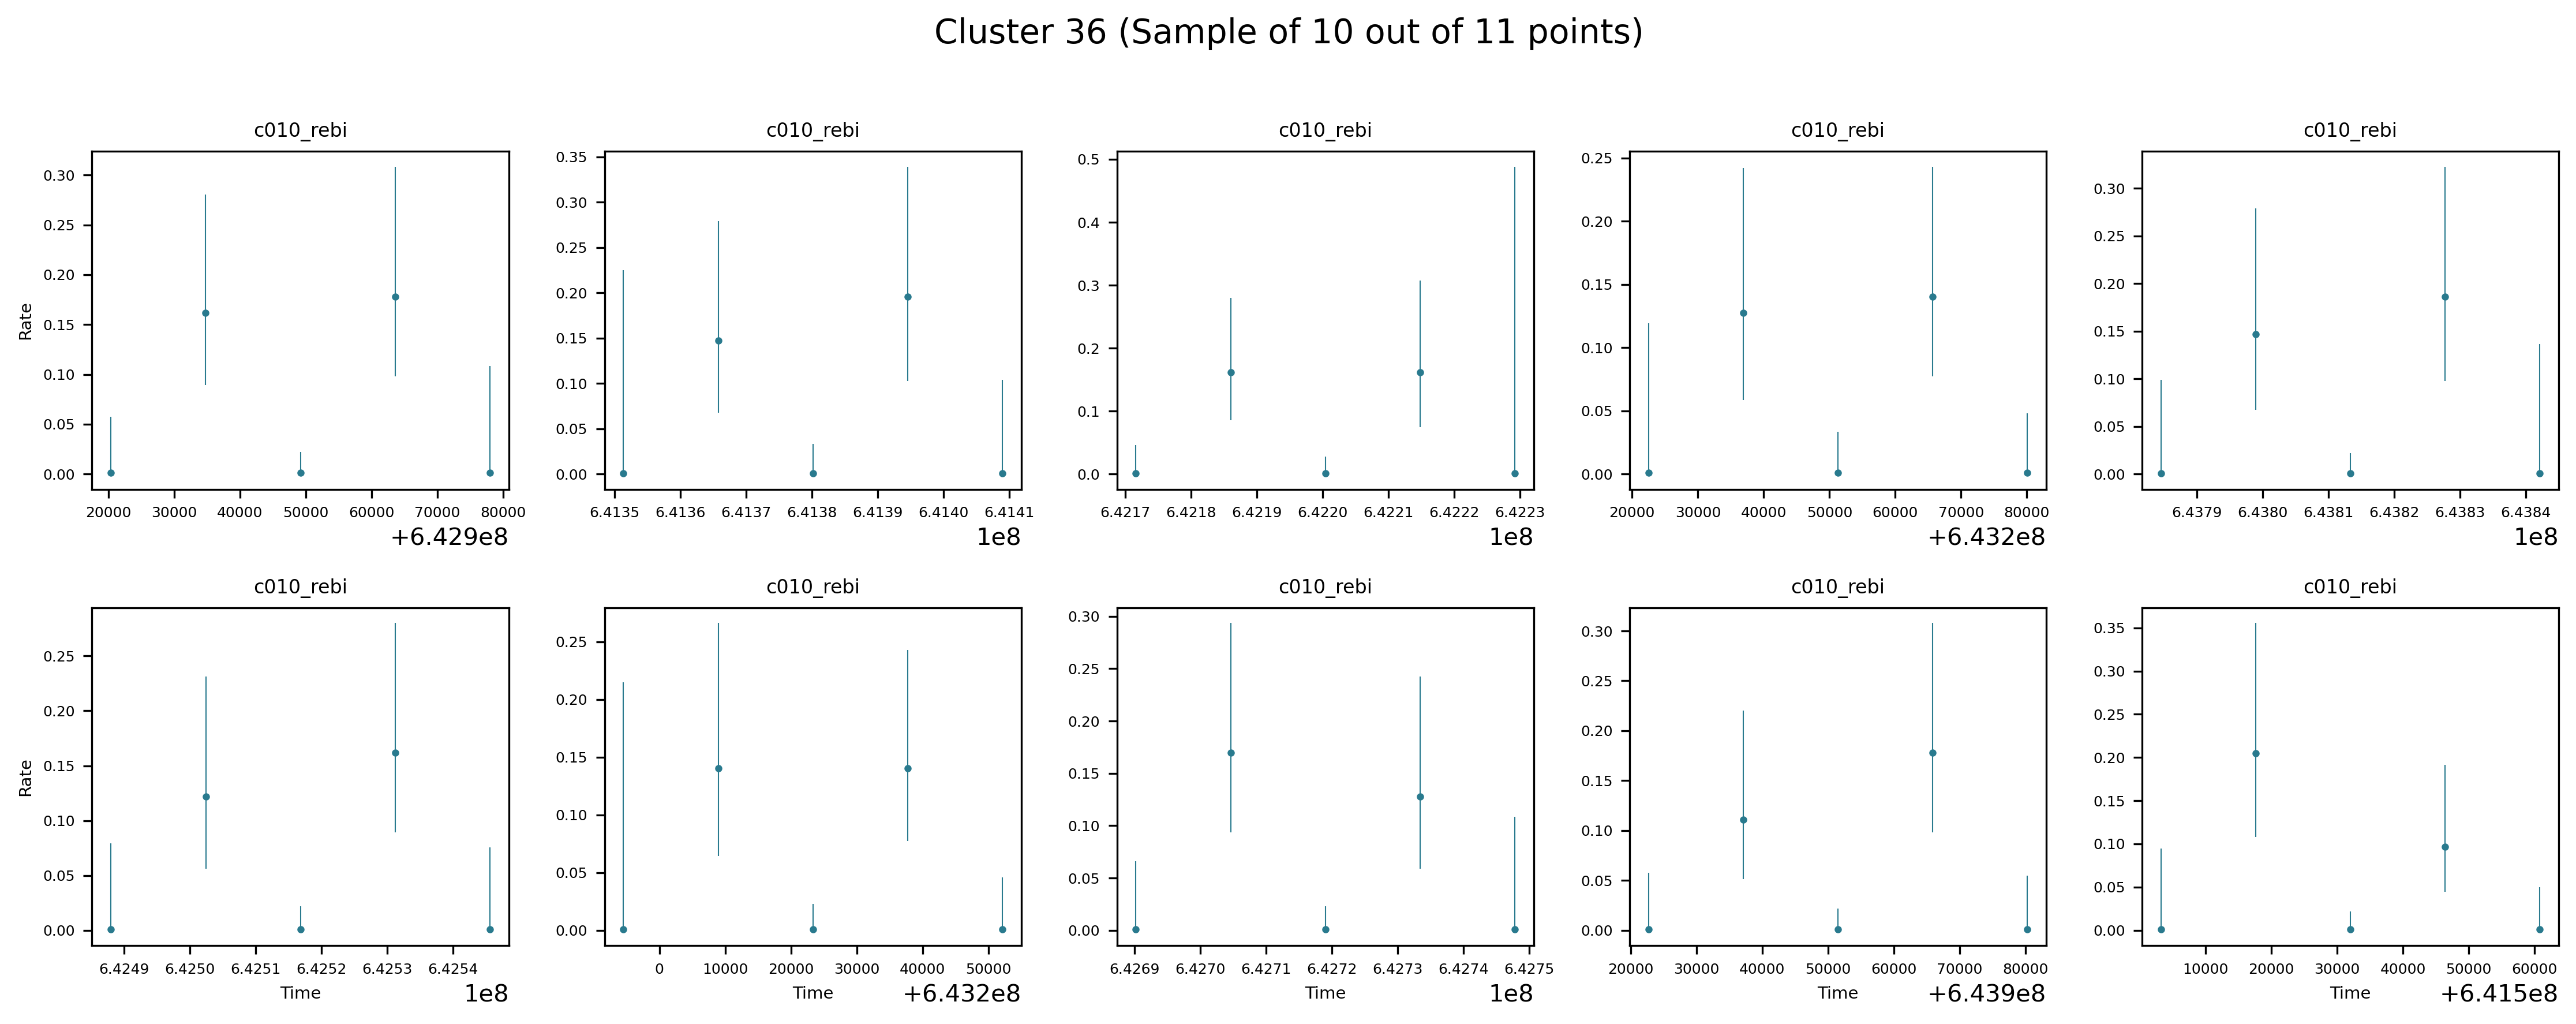 Cluster 36 (Sample of 10 out of 11 points)
c010_rebi c010_rebi c010_rebi c010_rebi c010_rebi
Rate
0.30 0.25 0.20 0.15 0.10 0.05 0.00
20000 30000 40000 50000 60000 70000 80000
+6.429e8
0.35 0.30 0.25 0.20 0.15 0.10 0.05 0.00
6.4135 6.4136 6.4137 6.4138 6.4139 6.4140 6.4141
1e8
0.5 0.4 0.3 0.2 0.1 0.0
6.4217 6.4218 6.4219 6.4220 6.4221 6.4222 6.4223
1e8
0.25 0.20 0.15 0.10 0.05 0.00
20000 30000 40000 50000 60000 70000 80000
+6.432e8
0.30 0.25 0.20 0.15 0.10 0.05 0.00
6.4379 6.4380 6.4381 6.4382 6.4383 6.4384
1e8
c010_rebi c010_rebi c010_rebi c010_rebi c010_rebi
Rate
0.25 0.20 0.15 0.10 0.05 0.00
6.4249 6.4250 6.4251 6.4252 6.4253 6.4254
Time 1e8
0.25 0.20 0.15 0.10 0.05 0.00
0 10000 20000 30000 40000 50000
Time +6.432e8
0.30 0.25 0.20 0.15 0.10 0.05 0.00
6.4269 6.4270 6.4271 6.4272 6.4273 6.4274 6.4275
Time 1e8
0.30 0.25 0.20 0.15 0.10 0.05 0.00
20000 30000 40000 50000 60000 70000 80000
Time +6.439e8
0.35 0.30 0.25 0.20 0.15 0.10 0.05 0.00
10000 20000 30000 40000 50000 60000
Time +6.415e8